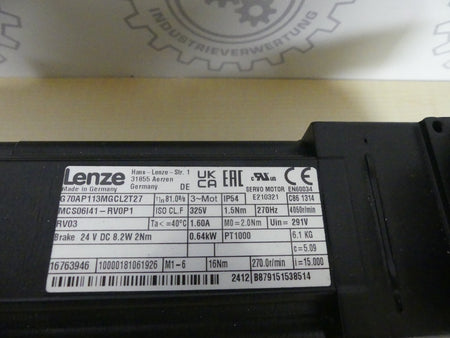 INDUSTRIEVERWERTUNG
Lenze
Hans-Lenze-Str. 1
31855 Aerzen
Germany
DE
UK
CA
EAC
c UR US
CE
Made in Germany
SERVO MOTOR
E210321
EN60034
G70AP113MGCL2T27
81.0%
3~Mot
IP54
C86 1314
MCS06I41-RV0P1
ISO CL.F
325V
1.5Nm
270Hz
4050r/min
RV03
Ta<=40°C
1.60A
M0=2.0Nm
Uin= 291V
Brake 24 V DC 8.2W 2Nm
0.64kW
PT1000
6.1 KG
c=5.09
16763946
10000181061926
M1-6
16Nm
270.0r/min
i=15.000
2412
B879151538514